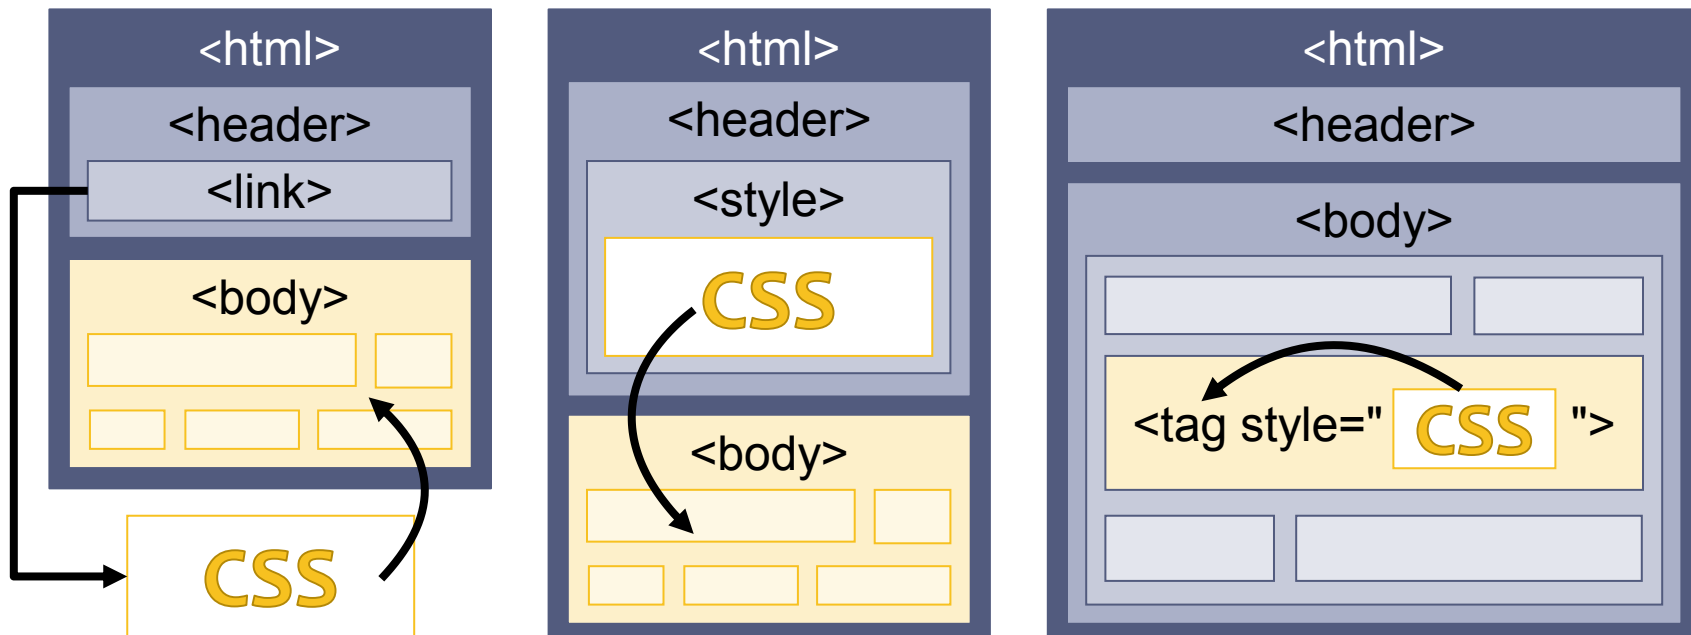 <html>
<header>
<link>
<body>
CSS
<html>
<header>
<style>
CSS
<body>
<html>
<header>
<body>
<tag style=" CSS ">